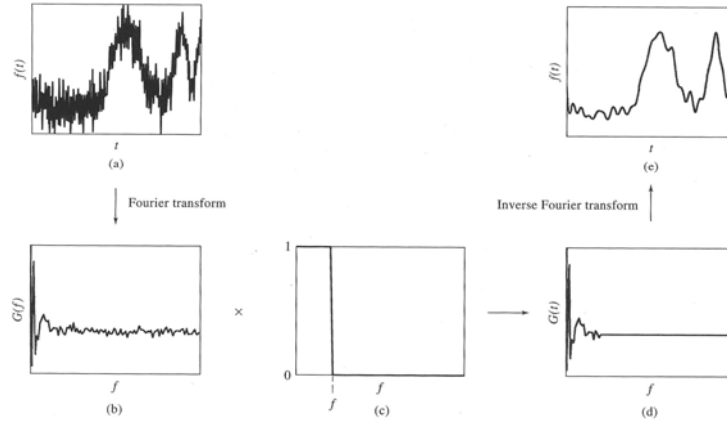 f(t)
t
(a)
Fourier transform
G(f)
f
(b)
×
1
0
f
f
(c)
G(t)
f
(d)
Inverse Fourier transform
f(t)
t
(e)